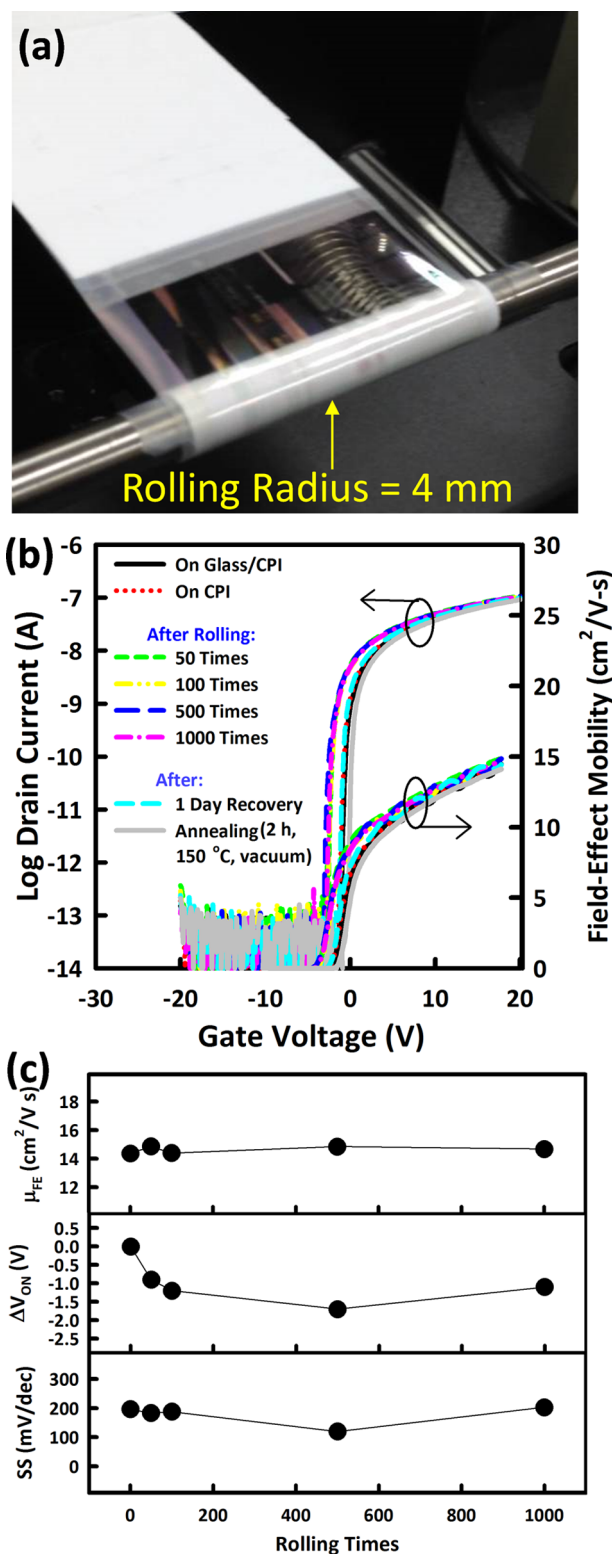 (a)
Rolling Radius = 4 mm
(b)
Log Drain Current (A)
-6
-7
-8
-9
-10
-11
-12
-13
-14
On Glass/CPI
On CPI
After Rolling:
50 Times
100 Times
500 Times
1000 Times
After:
1 Day Recovery
Annealing (2 h,
150 °C, vacuum)
30
25
20
15
10
5
0
Field-Effect Mobility (cm²/V-s)
-30 -20 -10 0 10 20
Gate Voltage (V)
(c)
μFE (cm²/V s)
18
16
14
12
ΔVON (V)
0.5
0.0
-0.5
-1.0
-1.5
-2.0
-2.5
SS (mV/dec)
300
200
100
0
0 200 400 600 800 1000
Rolling Times